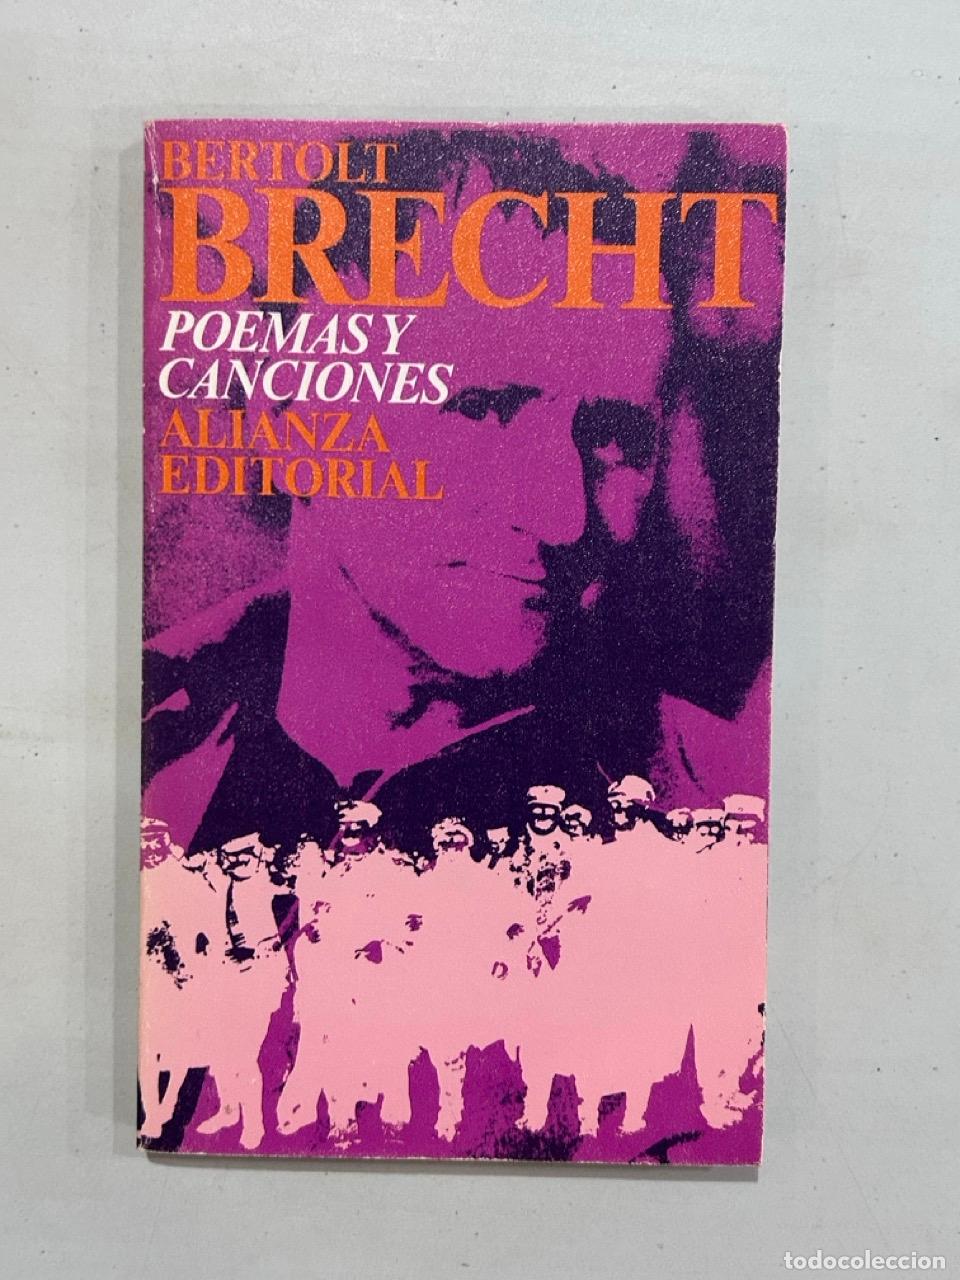 BERTOLT
BRECHT
POEMAS Y
CANCIONES
ALIANZA
EDITORIAL
todocoleccion